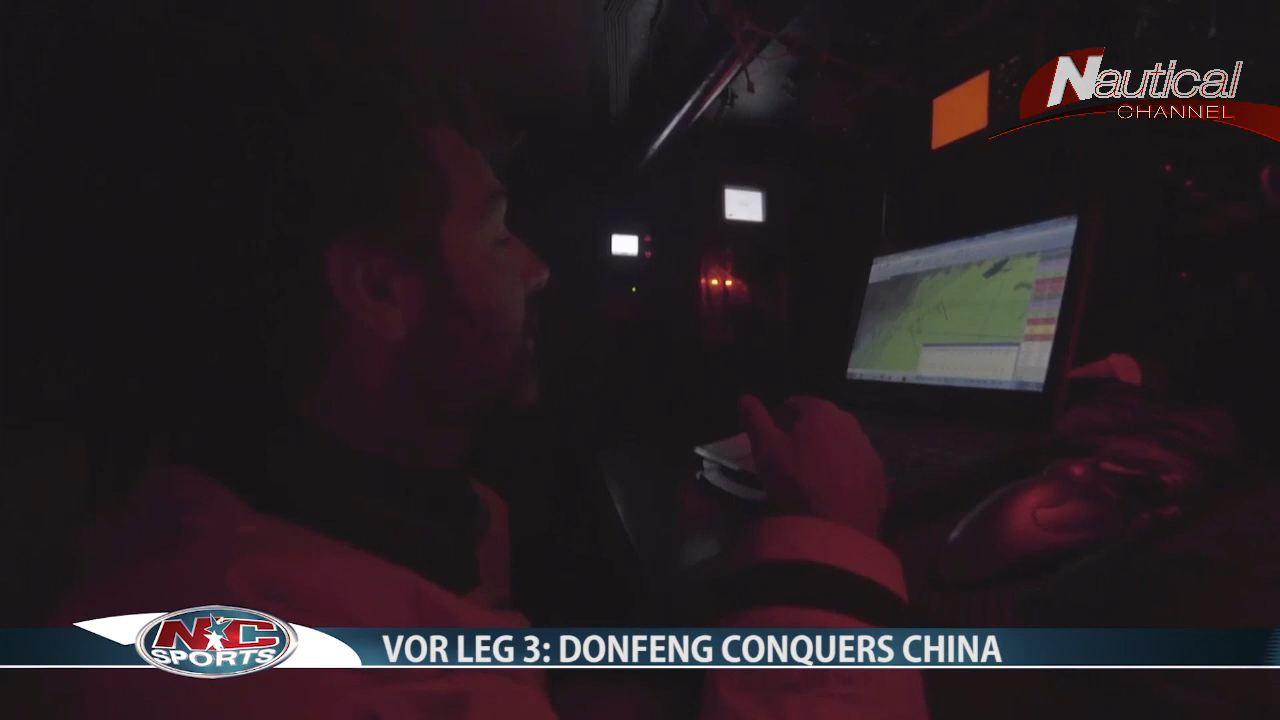 Nautical
CHANNEL
NC
SPORTS
VOR LEG 3: DONFENG CONQUERS CHINA